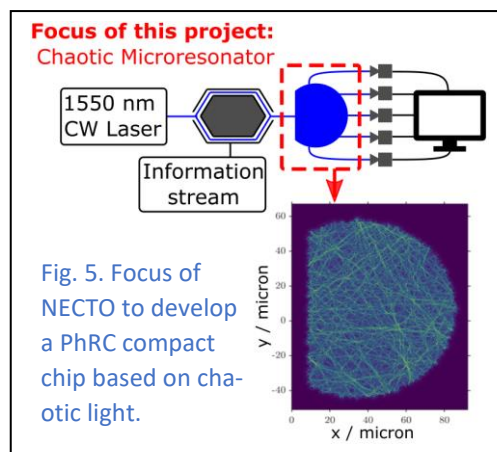 Focus of this project:
Chaotic Microresonator
1550 nm
CW Laser
Information
stream
Fig. 5. Focus of
NECTO to develop
a PhRC compact
chip based on cha-
otic light.
y / micron
60
40
20
0
-20
-40
0
20
40
60
80
x / micron